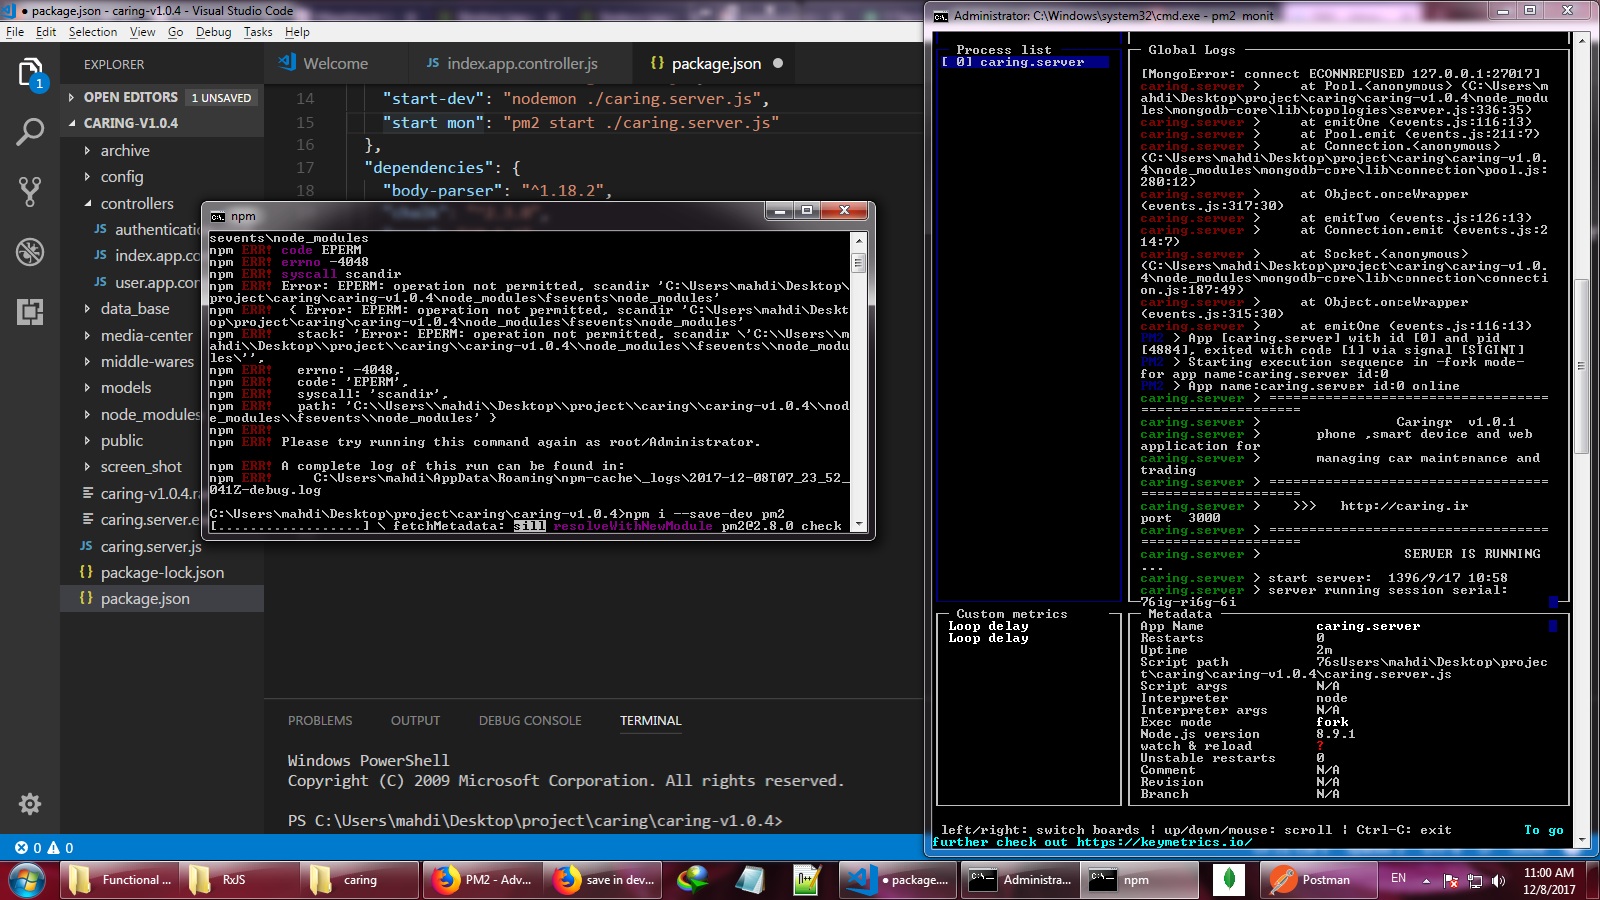 package.json - caring-v1.0.4 - Visual Studio Code
File Edit Selection View Go Debug Tasks Help
EXPLORER
OPEN EDITORS 1 UNSAVED
CARING-V1.0.4
archive
config
controllers
JS authenticatic
JS index.app.co
JS user.app.cor
data_base
media-center
middle-wares
models
node_modules
public
screen_shot
caring-v1.0.4.ra
caring.server.e
JS caring.server.js
{} package-lock.json
{} package.json
1
Welcome
JS index.app.controller.js
{} package.json
14 "start-dev": "nodemon ./caring.server.js",
15 "start mon": "pm2 start ./caring.server.js"
16 },
17 "dependencies": {
18 "body-parser": "^1.18.2",
npm
sevents\node_modules
npm ERR! code EPERM
npm ERR! errno -4048
npm ERR! syscall scandir
npm ERR! Error: EPERM: operation not permitted, scandir 'C:\Users\mahdi\Desktop\
project\caring\caring-v1.0.4\node_modules\fsevents\node_modules'
npm ERR!  { Error: EPERM: operation not permitted, scandir 'C:\Users\mahdi\Deskt
op\project\caring\caring-v1.0.4\node_modules\fsevents\node_modules'
npm ERR!   stack: 'Error: EPERM: operation not permitted, scandir \'C:\\Users\\m
ahdi\\Desktop\\project\\caring\\caring-v1.0.4\\node_modules\\fsevents\\node_modu
les\'',
npm ERR!   errno: -4048,
npm ERR!   code: 'EPERM',
npm ERR!   syscall: 'scandir',
npm ERR!   path: 'C:\\Users\\mahdi\\Desktop\\project\\caring\\caring-v1.0.4\\nod
e_modules\\fsevents\\node_modules' }
npm ERR!
npm ERR! Please try running this command again as root/Administrator.
npm ERR! A complete log of this run can be found in:
npm ERR!     C:\Users\mahdi\AppData\Roaming\npm-cache\_logs\2017-12-08T07_23_52_
041Z-debug.log
C:\Users\mahdi\Desktop\project\caring\caring-v1.0.4>npm i --save-dev pm2
[..................] \ fetchMetadata: sill resolveWithNewModule pm2@2.8.0 check
PROBLEMS OUTPUT DEBUG CONSOLE TERMINAL
Windows PowerShell
Copyright (C) 2009 Microsoft Corporation. All rights reserved.
PS C:\Users\mahdi\Desktop\project\caring\caring-v1.0.4>
0 0
Administrator: C:\Windows\system32\cmd.exe - pm2 monit
Process list
[ 0] caring.server
Global Logs
[MongoError: connect ECONNREFUSED 127.0.0.1:27017]
caring.server >     at Pool.<anonymous> (C:\Users\m
ahdi\Desktop\project\caring\caring-v1.0.4\node_modu
les\mongodb-core\lib\topologies\server.js:336:35)
caring.server >     at emitOne (events.js:116:13)
caring.server >     at Pool.emit (events.js:211:7)
caring.server >     at Connection.<anonymous>
(C:\Users\mahdi\Desktop\project\caring\caring-v1.0.
4\node_modules\mongodb-core\lib\connection\pool.js:
280:12)
caring.server >     at Object.onceWrapper
(events.js:317:30)
caring.server >     at emitTwo (events.js:126:13)
caring.server >     at Connection.emit (events.js:2
14:7)
caring.server >     at Socket.<anonymous>
(C:\Users\mahdi\Desktop\project\caring\caring-v1.0.
4\node_modules\mongodb-core\lib\connection\connecti
on.js:187:49)
caring.server >     at Object.onceWrapper
(events.js:315:30)
caring.server >     at emitOne (events.js:116:13)
PM2 > App [caring.server] with id [0] and pid
[4884], exited with code [1] via signal [SIGINT]
PM2 > Starting execution sequence in -fork mode-
for app name:caring.server id:0
PM2 > App name:caring.server id:0 online
caring.server > ===================================
====================
caring.server >                  Caringr  v1.0.1
caring.server >       phone ,smart device and web
application for
caring.server >       managing car maintenance and
trading
caring.server > ===================================
====================
caring.server >    >>>   http://caring.ir
port  3000
caring.server > ===================================
====================
caring.server >                  SERVER IS RUNNING
...
caring.server > start server:  1396/9/17 10:58
caring.server > server running session serial:
76ig-ri6g-6i
Custom metrics
Loop delay
Loop delay
Metadata
App Name caring.server
Restarts 0
Uptime 2m
Script path 76sUsers\mahdi\Desktop\projec
t\caring\caring-v1.0.4\caring.server.js
Script args N/A
Interpreter node
Interpreter args N/A
Exec mode fork
Node.js version 8.9.1
watch & reload ?
Unstable restarts 0
Comment N/A
Revision N/A
Branch N/A
left/right: switch boards | up/down/mouse: scroll | Ctrl-C: exit To go
further check out https://keymetrics.io/
Functional ...
RxJS
caring
PM2 - Adv...
save in dev...
• package....
Administra...
npm
Postman
EN
11:00 AM
12/8/2017